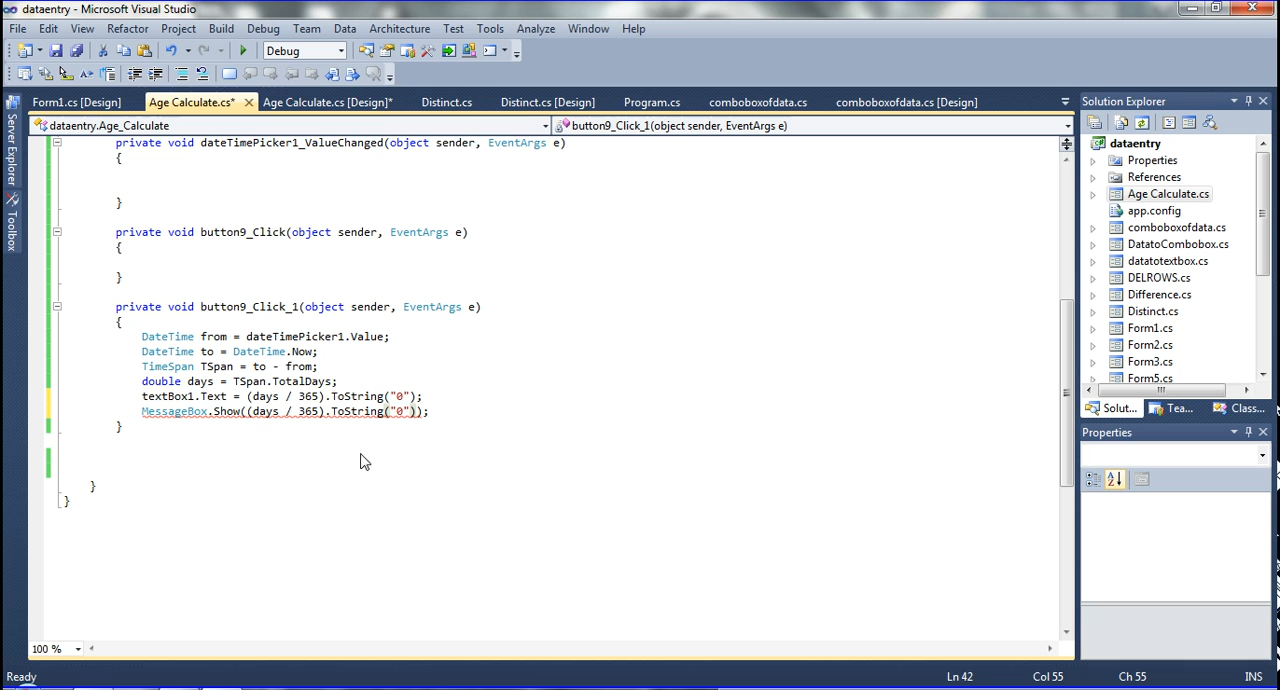 dataentry - Microsoft Visual Studio
File Edit View Refactor Project Build Debug Team Data Architecture Test Tools Analyze Window Help
Debug
Form1.cs [Design] Age Calculate.cs* Age Calculate.cs [Design]* Distinct.cs Distinct.cs [Design] Program.cs comboboxofdata.cs comboboxofdata.cs [Design]
dataentry.Age_Calculate button9_Click_1(object sender, EventArgs e)
Server Explorer
Toolbox
private void dateTimePicker1_ValueChanged(object sender, EventArgs e)
{
}
private void button9_Click(object sender, EventArgs e)
{
}
private void button9_Click_1(object sender, EventArgs e)
{
DateTime from = dateTimePicker1.Value;
DateTime to = DateTime.Now;
TimeSpan TSpan = to - from;
double days = TSpan.TotalDays;
textBox1.Text = (days / 365).ToString("0");
MessageBox.Show((days / 365).ToString("0"));
}
}
}
100 %
Solution Explorer
dataentry
Properties
References
Age Calculate.cs
app.config
comboboxofdata.cs
DatatoCombobox.cs
datatotextbox.cs
DELROWS.cs
Difference.cs
Distinct.cs
Form1.cs
Form2.cs
Form3.cs
Form5.cs
Solut... Tea... Class...
Properties
Ready Ln 42 Col 55 Ch 55 INS